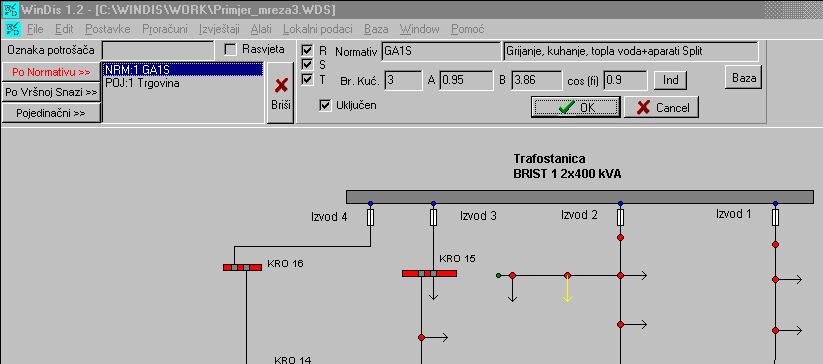 WinDis 1.2 - [C:\WINDIS\WORK\Primjer_mreza3.WDS]
File Edit Postavke Proračuni Izvještaji Alati Lokalni podaci Baza Window Pomoć
Oznaka potrošača Rasvjeta R Normativ GA1S Grijanje, kuhanje, topla voda+aparati Split
Po Normativu >> NRM:1 GA1S S
Po Vršnoj Snazi >> POJ:1 Trgovina T Br. Kuć. 3 A 0.95 B 3.86 cos (fi) 0.9 Ind Baza
Pojedinačni >> Briši Uključen OK Cancel
Trafostanica
BRIST 1 2x400 kVA
Izvod 4 Izvod 3 Izvod 2 Izvod 1
KRO 16 KRO 15
KRO 14